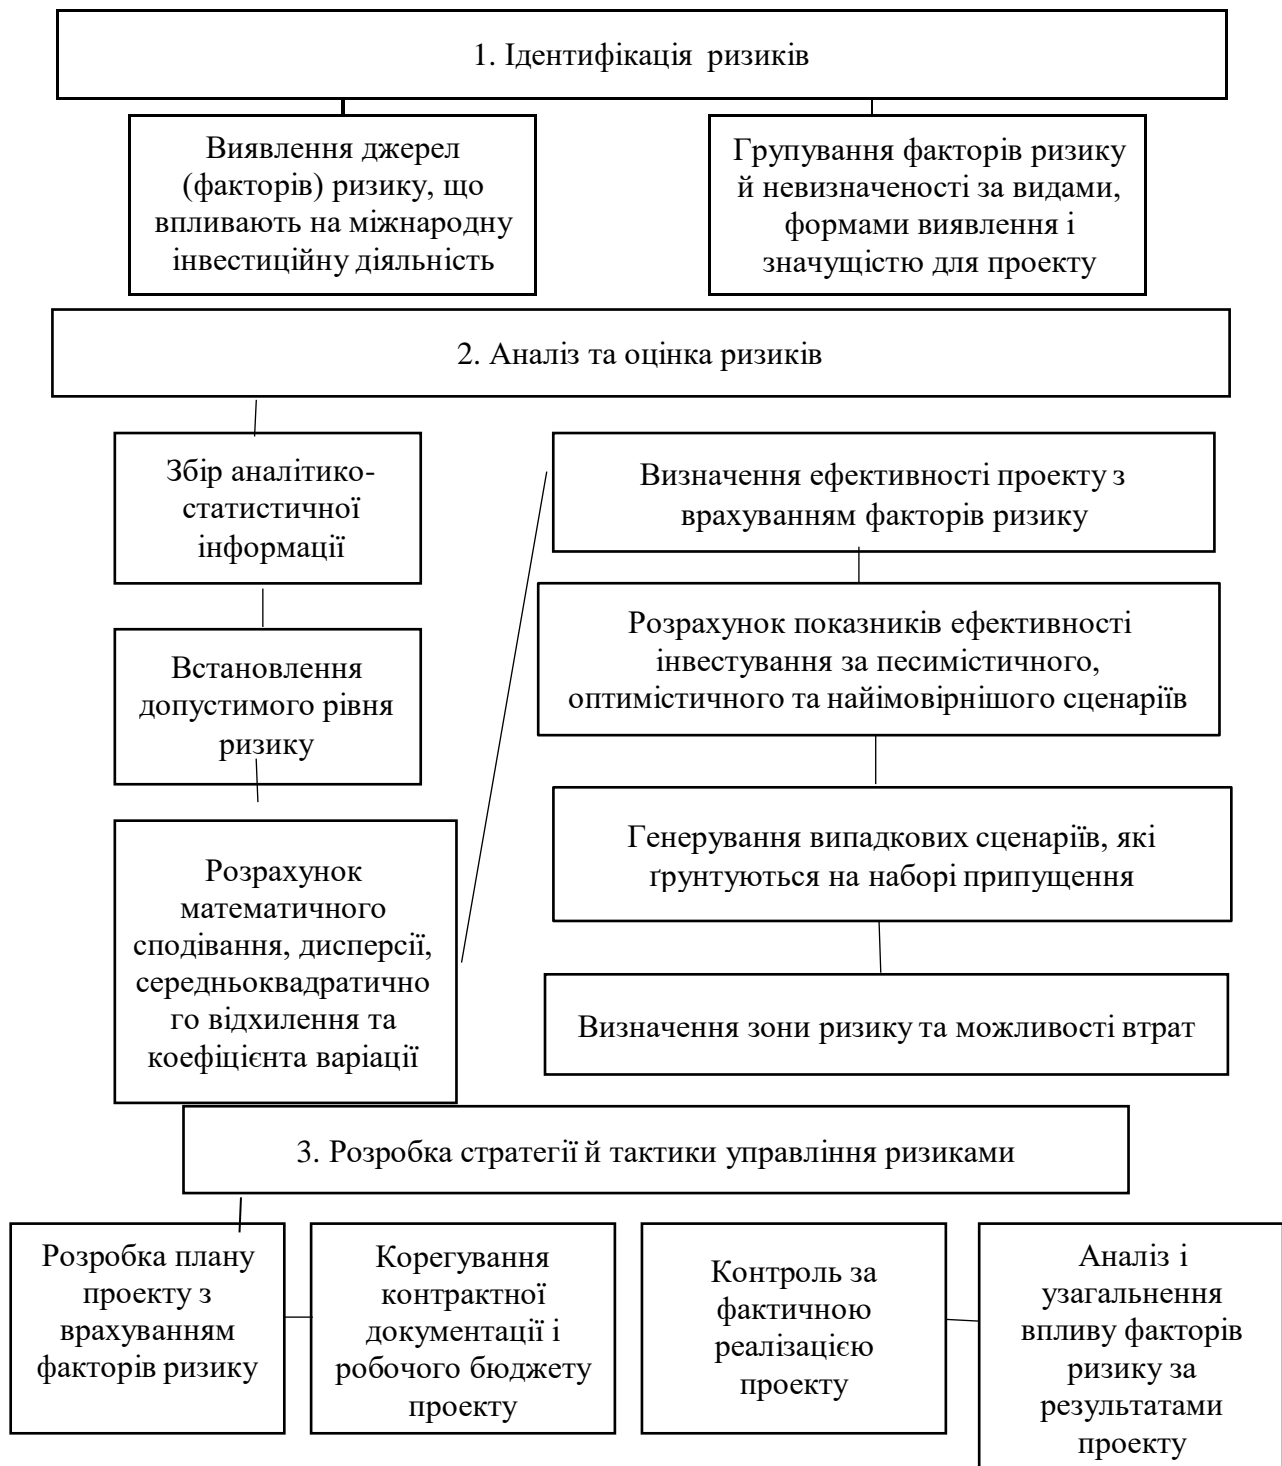 1. Ідентифікація ризиків
Виявлення джерел
(факторів) ризику, що
впливають на міжнародну
інвестиційну діяльність
Групування факторів ризику
й невизначеності за видами,
формами виявлення і
значущістю для проекту
2. Аналіз та оцінка ризиків
Збір аналітико-
статистичної
інформації
Встановлення
допустимого рівня
ризику
Розрахунок
математичного
сподівання, дисперсії,
середньоквадратично
го відхилення та
коефіцієнта варіації
Визначення ефективності проекту з
врахуванням факторів ризику
Розрахунок показників ефективності
інвестування за песимістичного,
оптимістичного та найімовірнішого сценаріїв
Генерування випадкових сценаріїв, які
ґрунтуються на наборі припущення
Визначення зони ризику та можливості втрат
3. Розробка стратегії й тактики управління ризиками
Розробка плану
проекту з
врахуванням
факторів ризику
Корегування
контрактної
документації і
робочого бюджету
проекту
Контроль за
фактичною
реалізацією
проекту
Аналіз і
узагальнення
впливу факторів
ризику за
результатами
проекту